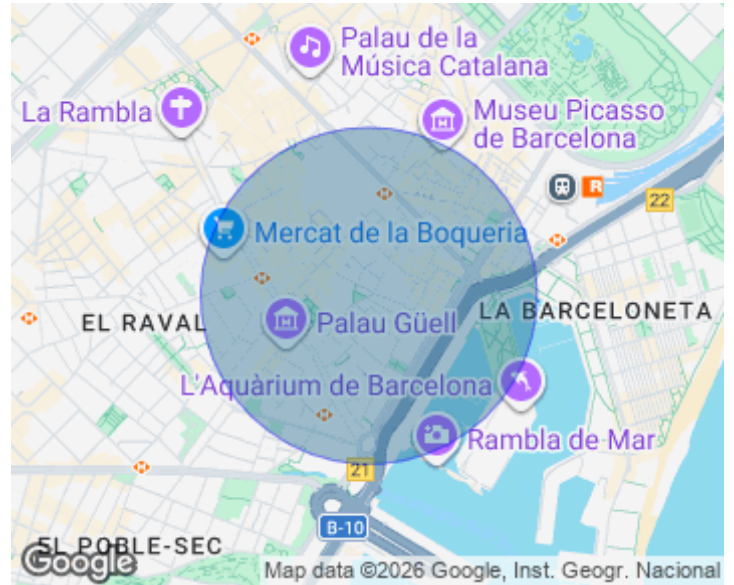 Palau de la
Música Catalana
La Rambla
Museu Picasso
de Barcelona
R
22
Mercat de la Boqueria
EL RAVAL
Palau Güell
LA BARCELONETA
L'Aquàrium de Barcelona
Rambla de Mar
21
B-10
EL POBLE-SEC
Google
Map data ©2026 Google, Inst. Geogr. Nacional